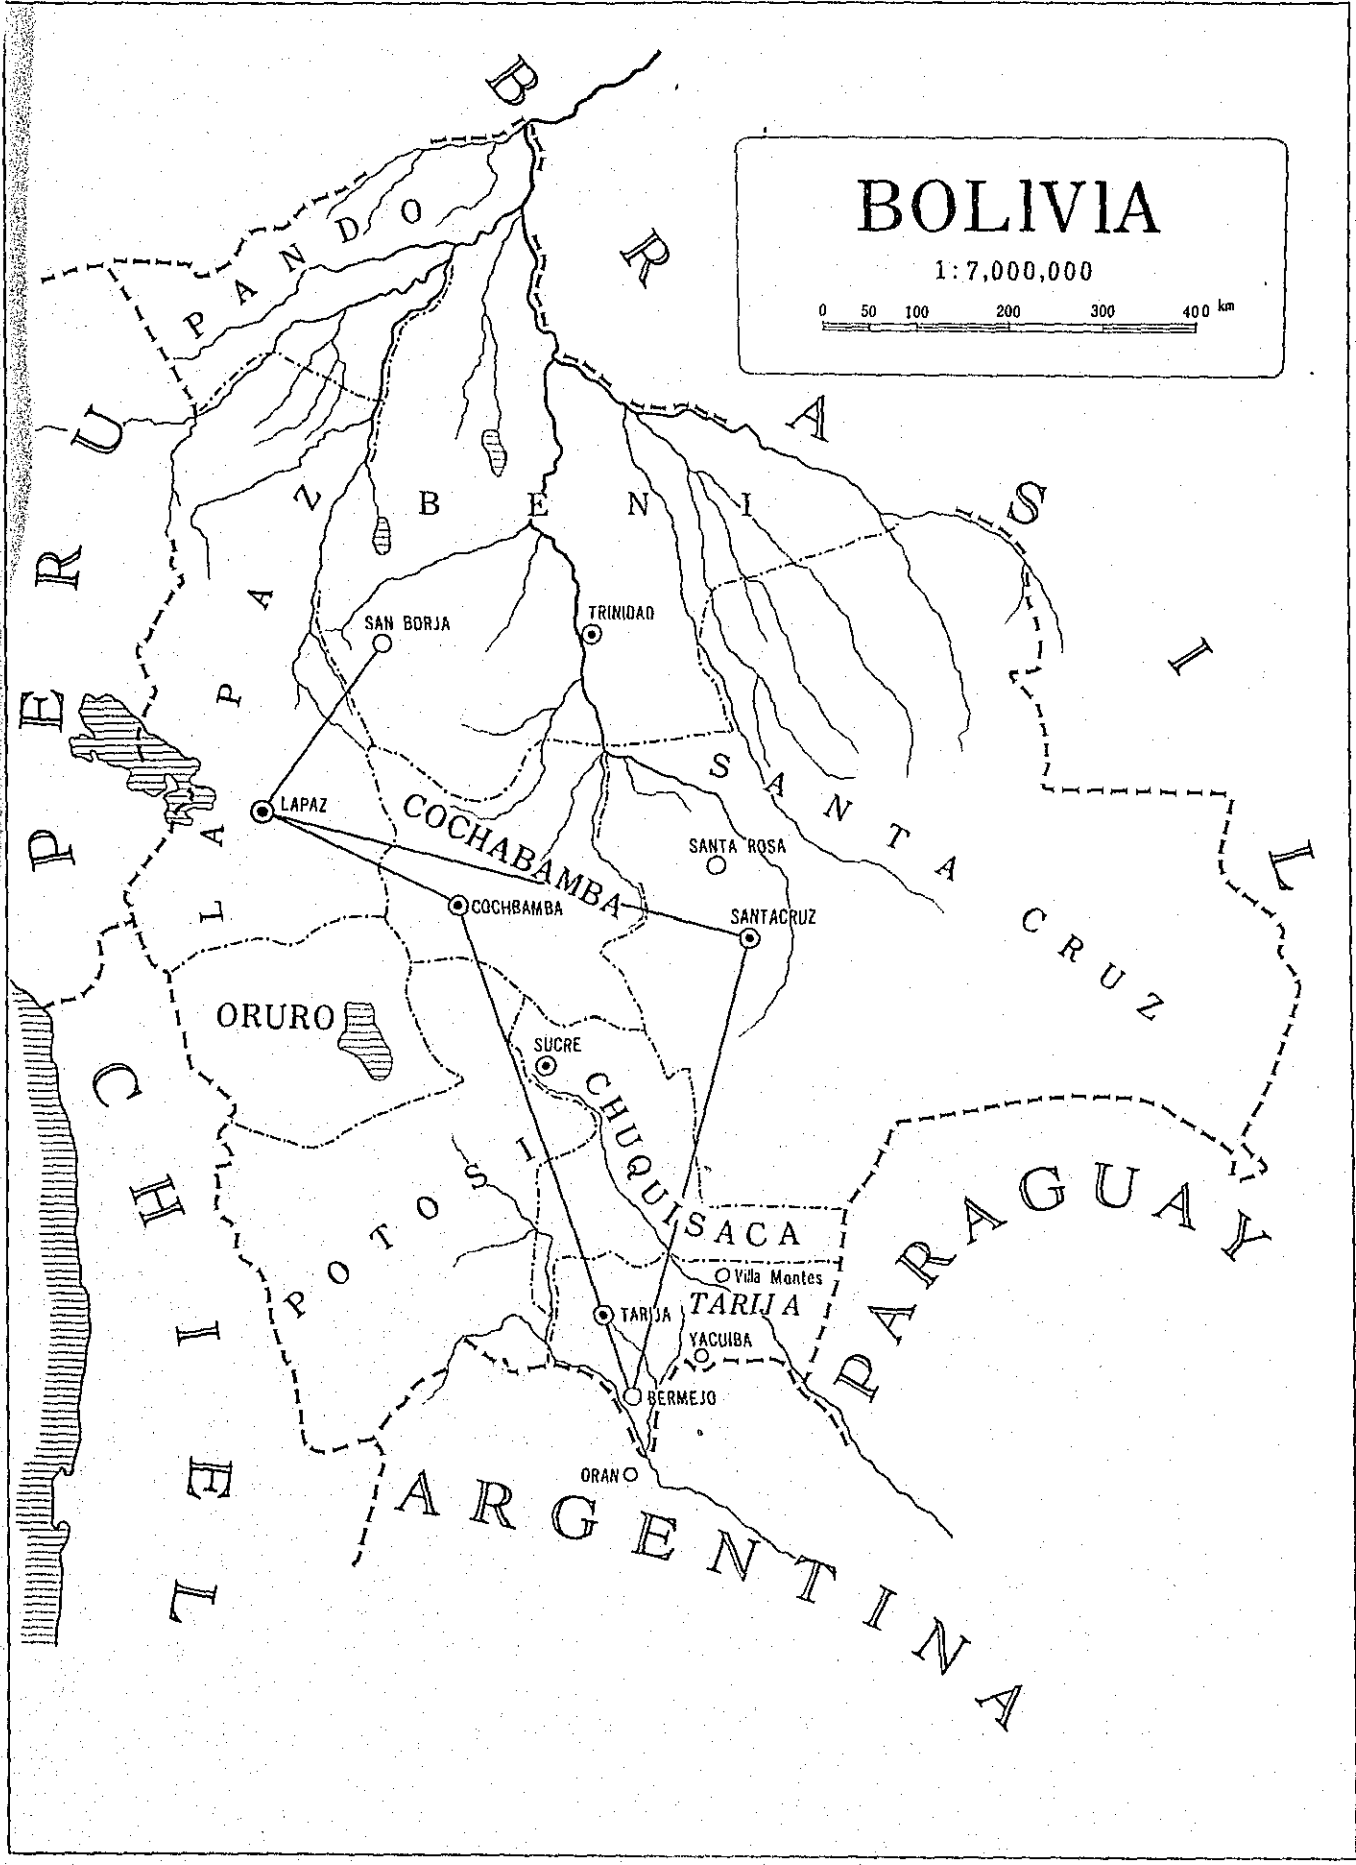 BOLIVIA
1:7,000,000
0 50 100 200 300 400 km
BRASIL
PERU
CHIEL
PARAGUAY
ARGENTINA
PANDO
LA PAZ
BENI
SAN BORJA
TRINIDAD
LAPAZ
COCHABAMBA
COCHBAMBA
SANTA CRUZ
SANTA ROSA
SANTACRUZ
ORURO
SUCRE
CHUQUISACA
POTOSI
Villa Montes
TARIJA
TARIJA
YACUIBA
BERMEJO
ORAN